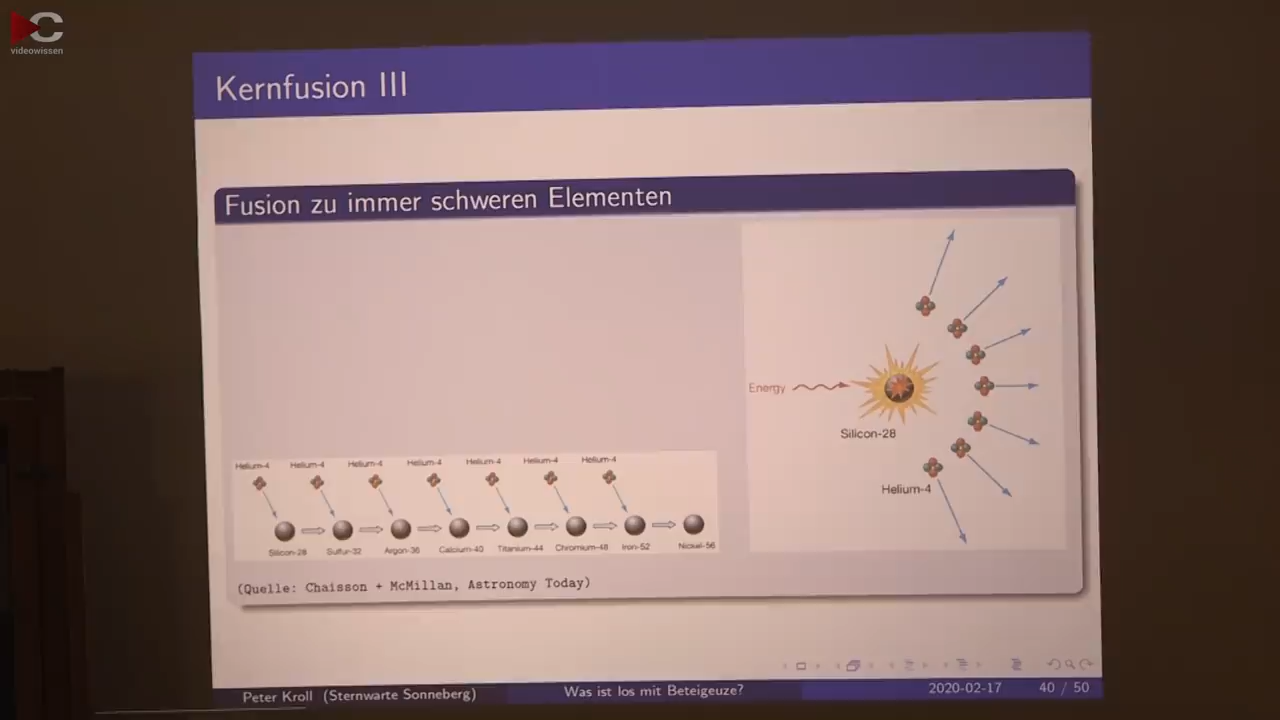 videowissen
Kernfusion III
Fusion zu immer schweren Elementen
Energy
Silicon-28
Helium-4
Helium-4 Helium-4 Helium-4 Helium-4 Helium-4 Helium-4 Helium-4
Silicon-28 Sulfur-32 Argon-36 Calcium-40 Titanium-44 Chromium-48 Iron-52 Nickel-56
(Quelle: Chaisson + McMillan, Astronomy Today)
Peter Kroll (Sternwarte Sonneberg) Was ist los mit Beteigeuze? 2020-02-17 40 / 50